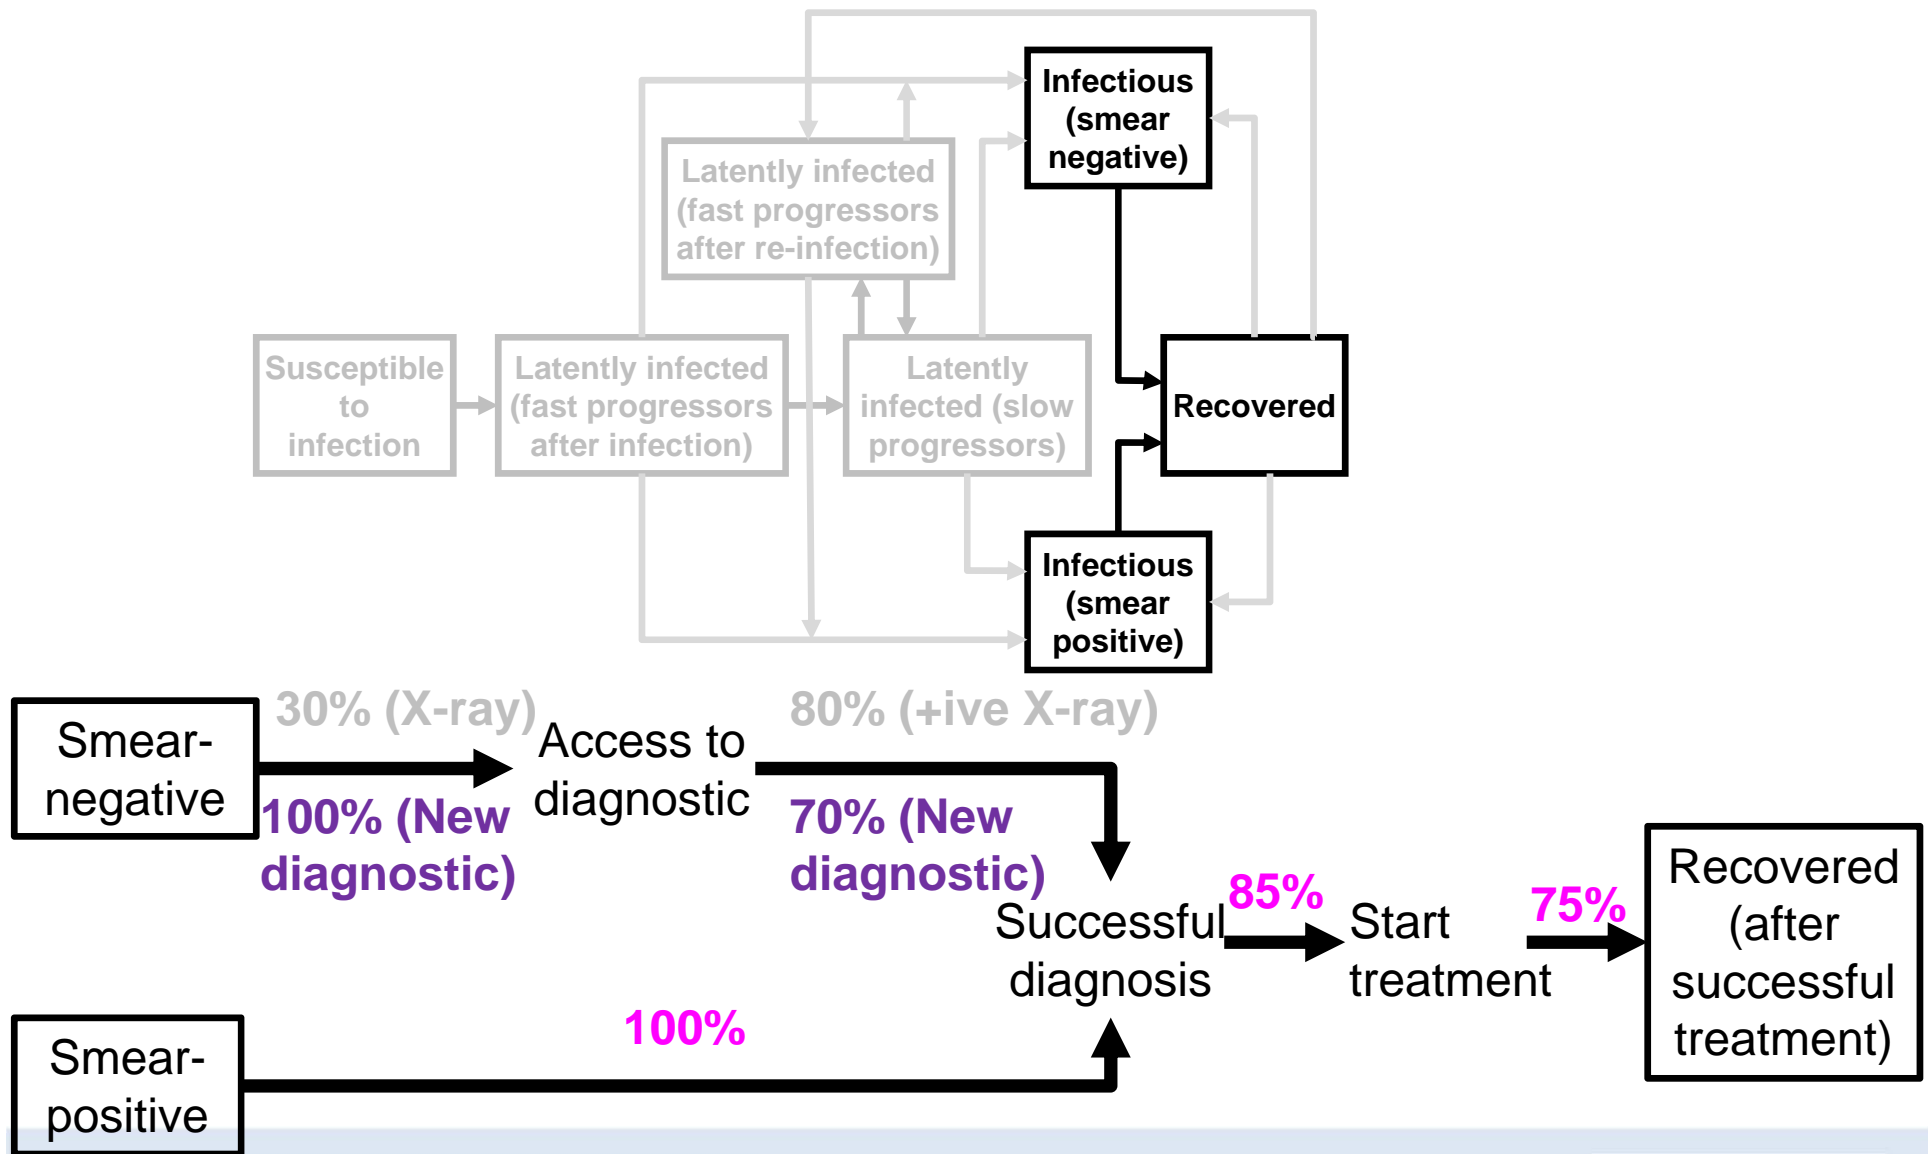 Infectious
(smear
negative)
Latently infected
(fast progressors
after re-infection)
Susceptible
to
infection
Latently infected
(fast progressors
after infection)
Latently
infected (slow
progressors)
Recovered
Infectious
(smear
positive)
30% (X-ray)
80% (+ive X-ray)
Smear-
negative
Access to
diagnostic
100% (New
diagnostic)
70% (New
diagnostic)
Successful
diagnosis
85%
Start
treatment
75%
Recovered
(after
successful
treatment)
100%
Smear-
positive